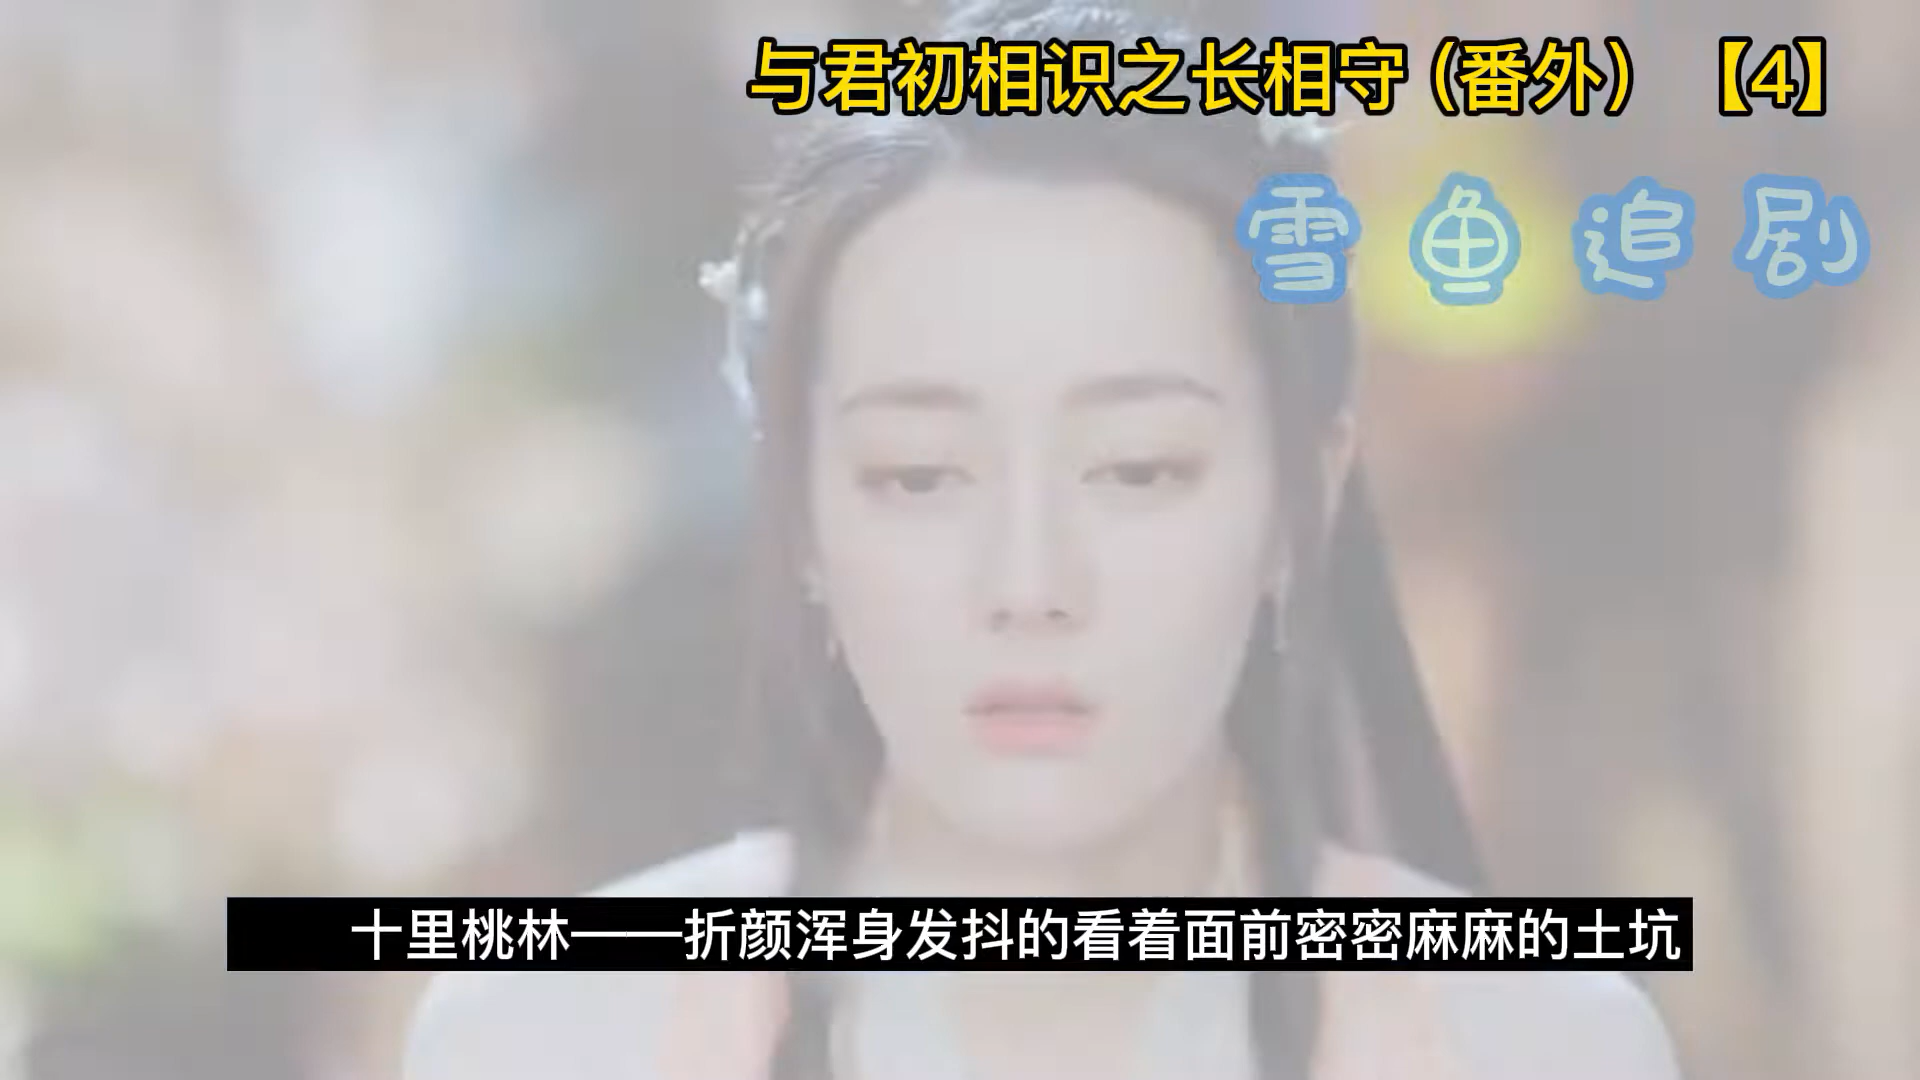 与君初相识之长相守（番外）【4】
雪鱼追剧
十里桃林——折颜浑身发抖的看着面前密密麻麻的土坑